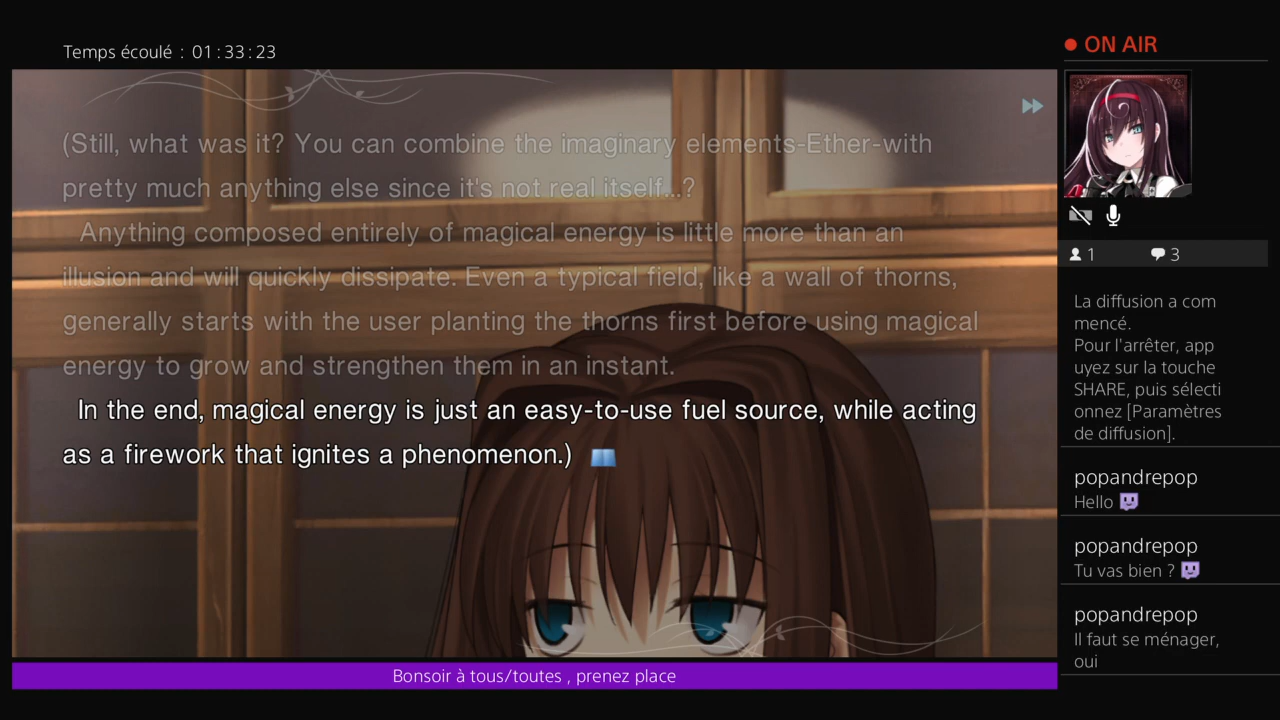 Temps écoulé : 01:33:23
(Still, what was it? You can combine the imaginary elements-Ether-with
pretty much anything else since it's not real itself...?
Anything composed entirely of magical energy is little more than an
illusion and will quickly dissipate. Even a typical field, like a wall of thorns,
generally starts with the user planting the thorns first before using magical
energy to grow and strengthen them in an instant.
In the end, magical energy is just an easy-to-use fuel source, while acting
as a firework that ignites a phenomenon.)
Bonsoir à tous/toutes , prenez place
ON AIR
1
3
La diffusion a com
mencé.
Pour l'arrêter, app
uyez sur la touche
SHARE, puis sélecti
onnez [Paramètres
de diffusion].
popandrepop
Hello
popandrepop
Tu vas bien ?
popandrepop
Il faut se ménager,
oui